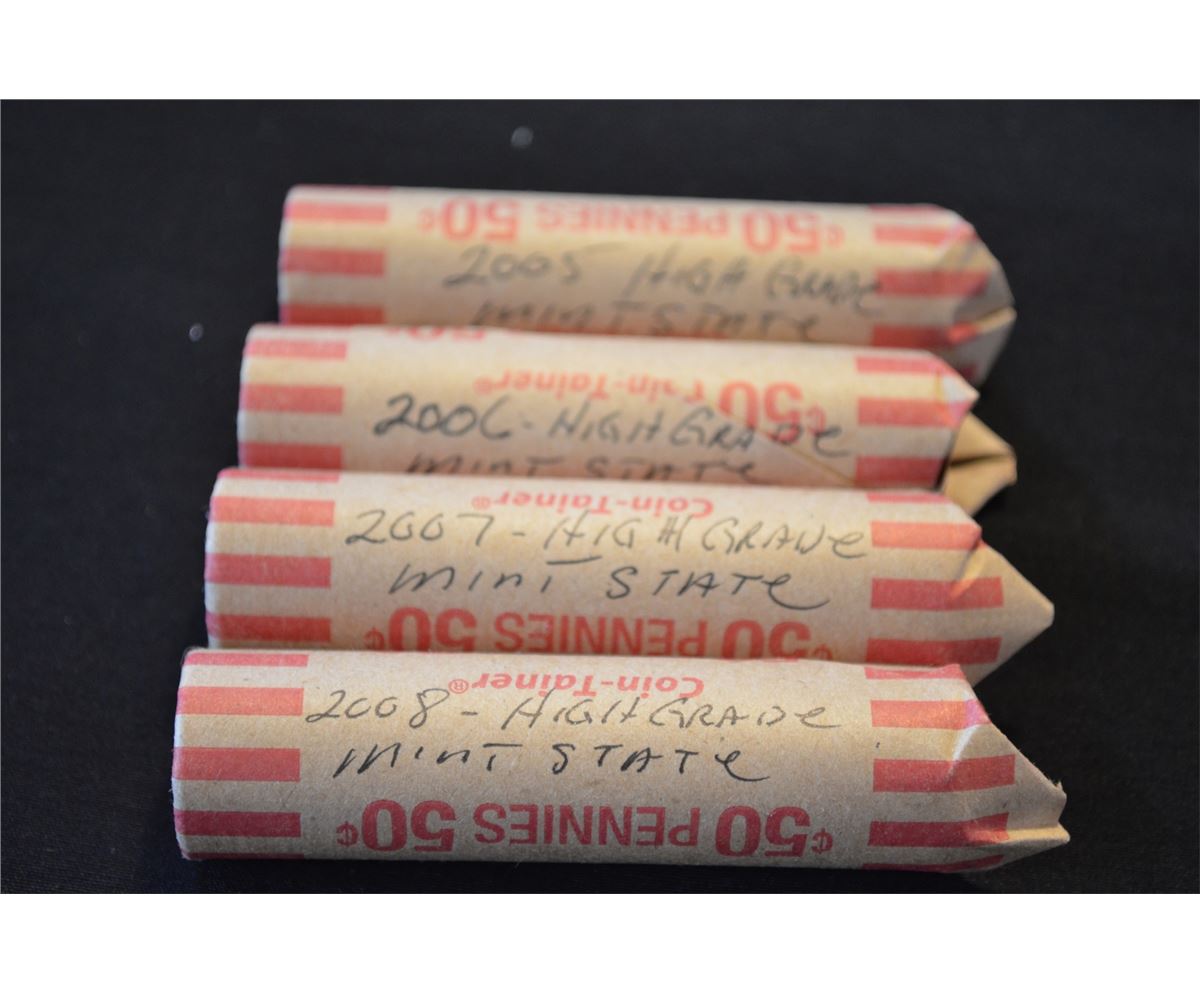 50¢ PENNIES 50¢
2005 HIGH GRADE
MINT STATE
50¢
Coin-Tainer®
2006 - HIGH GRADE
MINT STATE
Coin-Tainer®
2007 - HIGH GRADE
MINT STATE
50¢ PENNIES 50¢
Coin-Tainer®
2008 - HIGH GRADE
MINT STATE
50¢ PENNIES 50¢